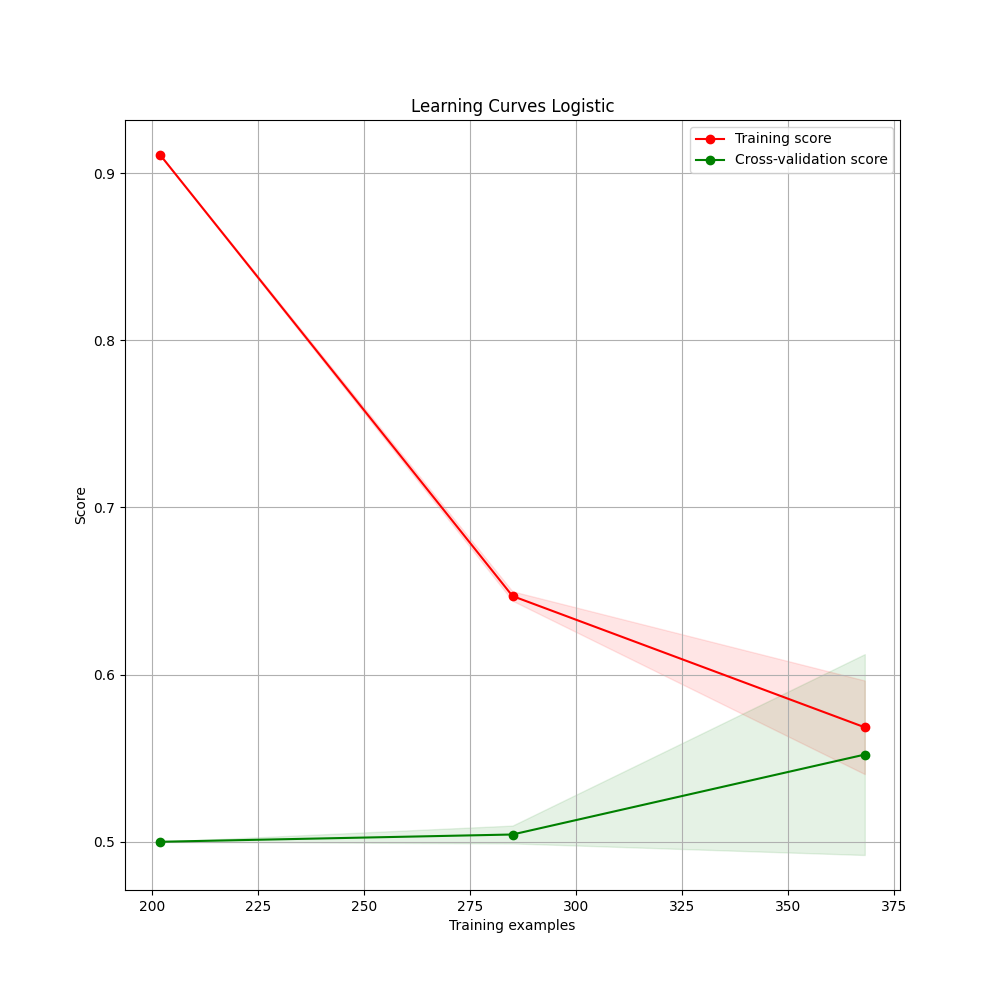 Learning Curves Logistic
Training score
Cross-validation score
0.9
0.8
0.7
0.6
0.5
Score
200 225 250 275 300 325 350 375
Training examples